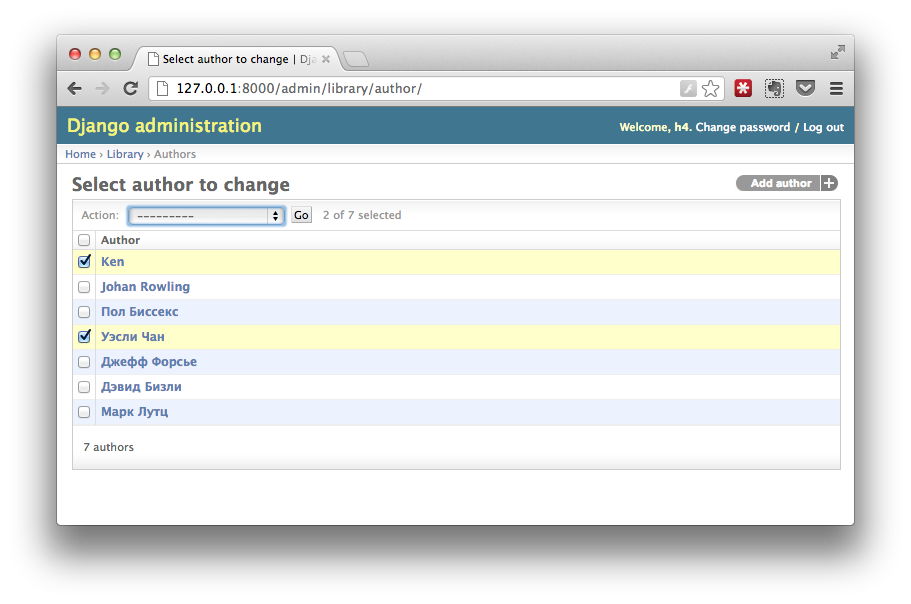 Select author to change | Dja
127.0.0.1:8000/admin/library/author/
Django administration
Welcome, h4. Change password / Log out
Home › Library › Authors
Select author to change
Add author +
Action: --------- Go 2 of 7 selected
Author
Ken
Johan Rowling
Пол Биссекс
Уэсли Чан
Джефф Форсье
Дэвид Бизли
Марк Лутц
7 authors